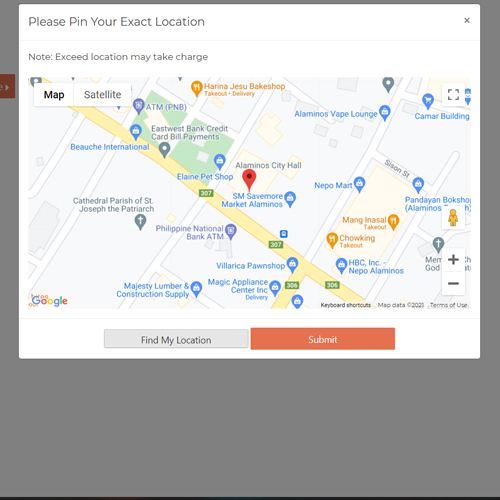 Please Pin Your Exact Location
×
Note: Exceed location may take charge
Map
Satellite
Harina Jesu Bakeshop
Takeout • Delivery
ATM (PNB)
Alaminos Vape Lounge
Camar Building
Eastwest Bank Credit
Card Bill Payments
Beauche International
Alaminos City Hall
Sison St
Elaine Pet Shop
Nepo Mart
307
SM Savemore
Market Alaminos
Pandayan Bookshop
(Alaminos
Cathedral Parish of St.
Joseph the Patriarch
Mang Inasal
Takeout
Philippine National
Bank ATM
Chowking
Takeout
307
Memorial
God
HBC, Inc. -
Nepo Alaminos
Villarica Pawnshop
Magic Appliance
Center Inc
Delivery
Majesty Lumber &
Construction Supply
306
306
+
−
Google
Keyboard shortcuts
Map data ©2021
Terms of Use
Find My Location
Submit